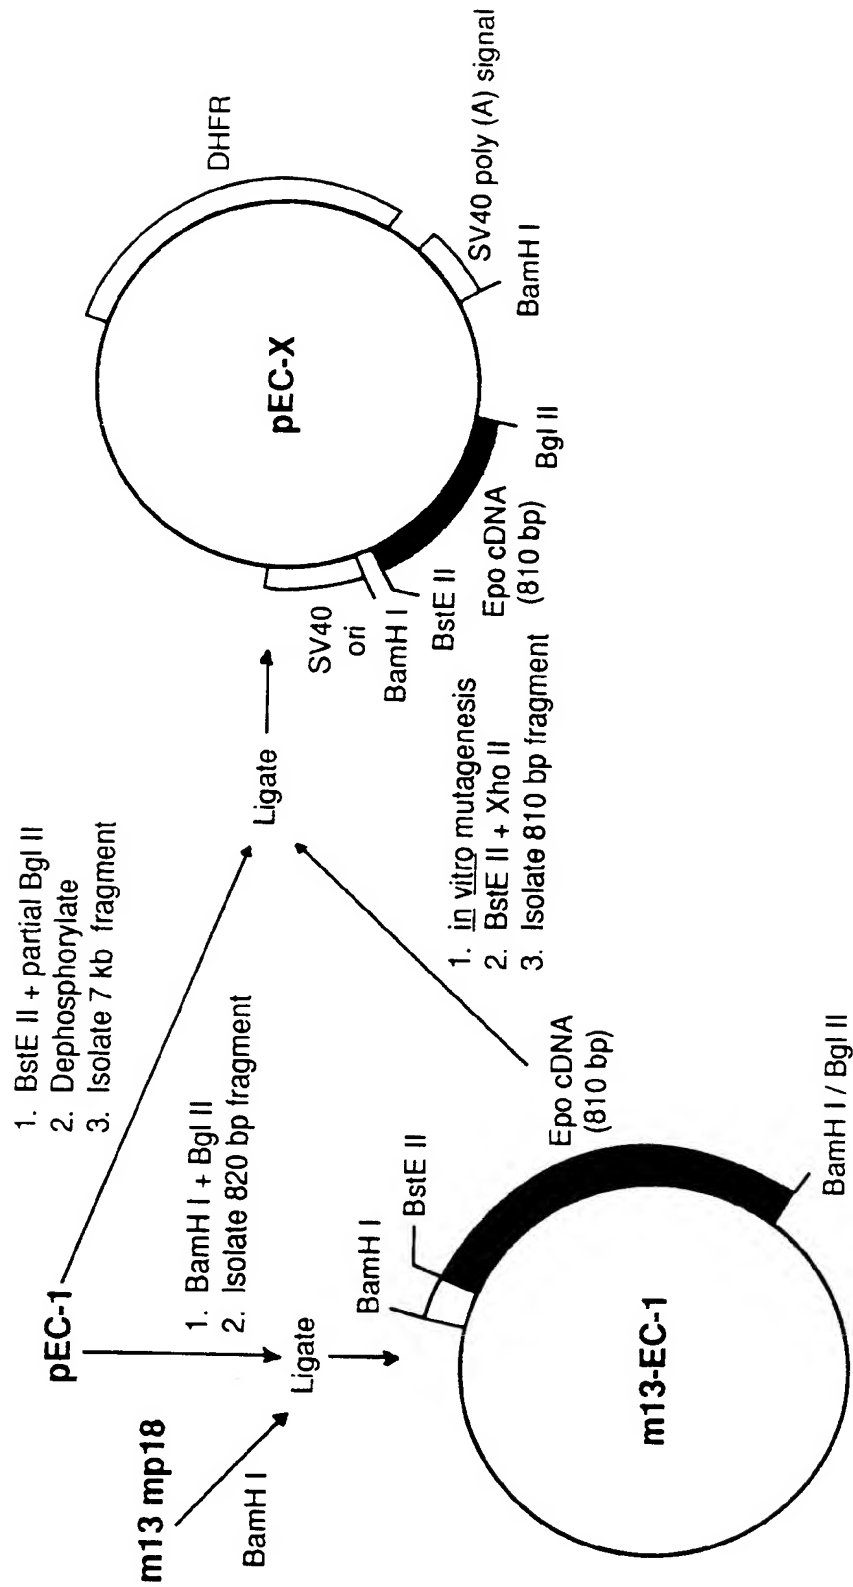 m13 mp18
BamH I
pEC-1
1. BamH I + Bgl II
2. Isolate 820 bp fragment
Ligate
1. BstE II + partial Bgl II
2. Dephosphorylate
3. Isolate 7 kb fragment
Ligate
m13-EC-1
BamH I
BstE II
Epo cDNA
(810 bp)
BamH I / Bgl II
1. in vitro mutagenesis
2. BstE II + Xho II
3. Isolate 810 bp fragment
pEC-X
DHFR
SV40 poly (A) signal
BamH I
Bgl II
Epo cDNA
(810 bp)
BstE II
BamH I
SV40
ori